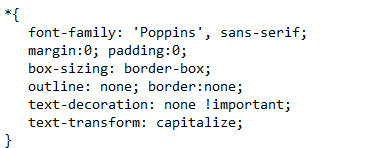 *{
font-family: 'Poppins', sans-serif;
margin:0; padding:0;
box-sizing: border-box;
outline: none; border:none;
text-decoration: none !important;
text-transform: capitalize;
}